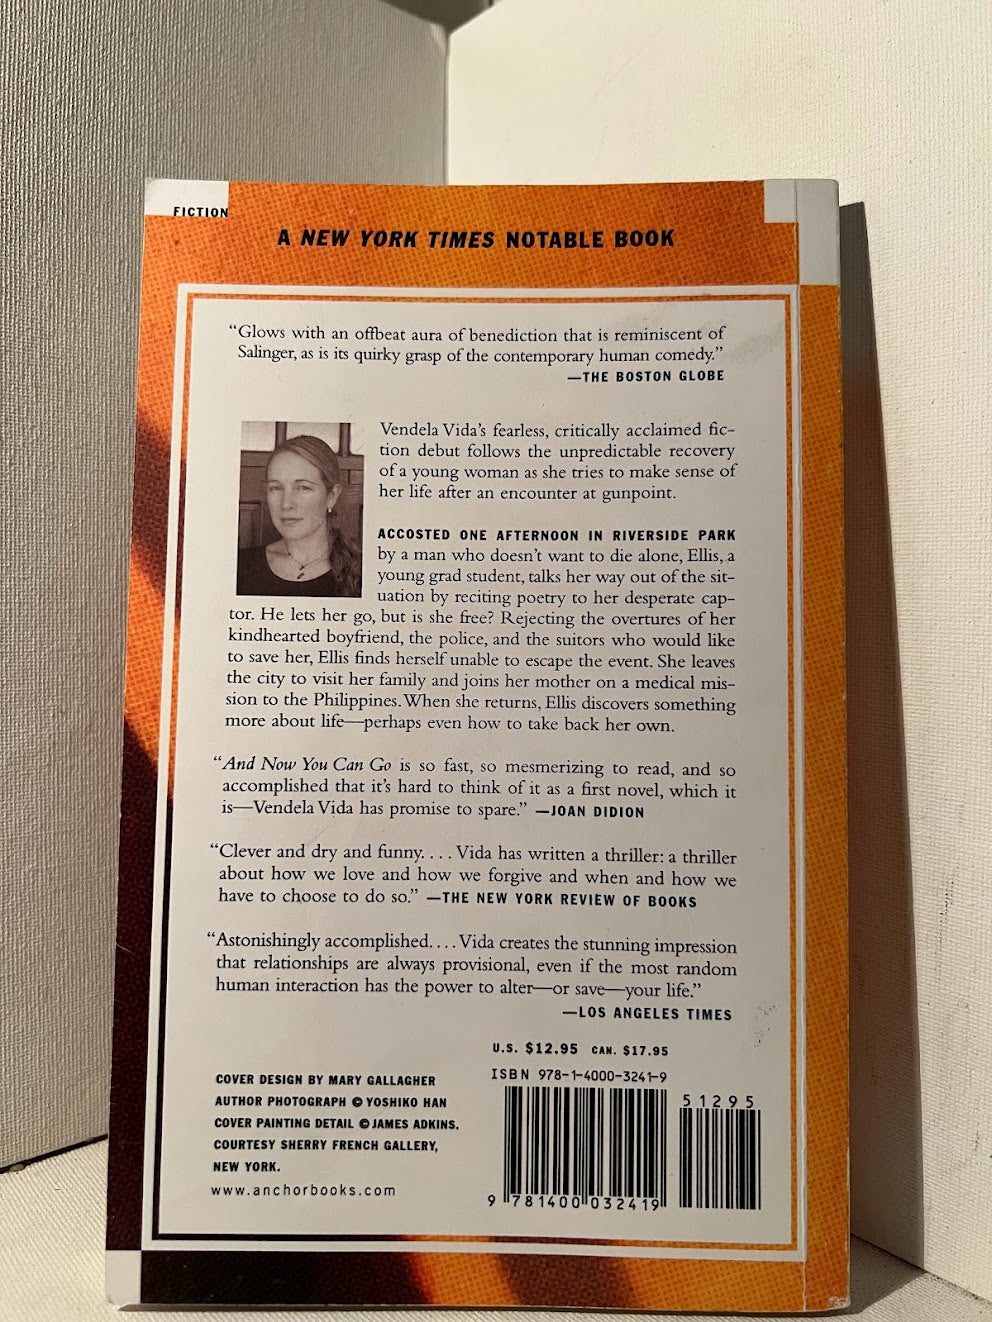 FICTION
A NEW YORK TIMES NOTABLE BOOK
“Glows with an offbeat aura of benediction that is reminiscent of
Salinger, as is its quirky grasp of the contemporary human comedy.”
—THE BOSTON GLOBE
Vendela Vida’s fearless, critically acclaimed fic-
tion debut follows the unpredictable recovery
of a young woman as she tries to make sense of
her life after an encounter at gunpoint.
ACCOSTED ONE AFTERNOON IN RIVERSIDE PARK
by a man who doesn’t want to die alone, Ellis, a
young grad student, talks her way out of the sit-
uation by reciting poetry to her desperate cap-
tor. He lets her go, but is she free? Rejecting the overtures of her
kindhearted boyfriend, the police, and the suitors who would like
to save her, Ellis finds herself unable to escape the event. She leaves
the city to visit her family and joins her mother on a medical mis-
sion to the Philippines. When she returns, Ellis discovers something
more about life—perhaps even how to take back her own.
“And Now You Can Go is so fast, so mesmerizing to read, and so
accomplished that it’s hard to think of it as a first novel, which it
is—Vendela Vida has promise to spare.” —JOAN DIDION
“Clever and dry and funny. . . . Vida has written a thriller: a thriller
about how we love and how we forgive and when and how we
have to choose to do so.” —THE NEW YORK REVIEW OF BOOKS
“Astonishingly accomplished. . . . Vida creates the stunning impression
that relationships are always provisional, even if the most random
human interaction has the power to alter—or save—your life.”
—LOS ANGELES TIMES
U.S. $12.95 CAN. $17.95
ISBN 978-1-4000-3241-9
51295
9 781400 032419
COVER DESIGN BY MARY GALLAGHER
AUTHOR PHOTOGRAPH © YOSHIKO HAN
COVER PAINTING DETAIL © JAMES ADKINS.
COURTESY SHERRY FRENCH GALLERY,
NEW YORK.
www.anchorbooks.com